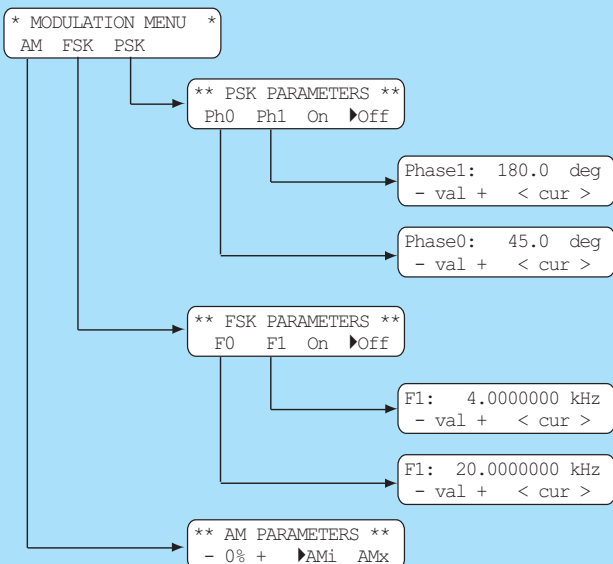 * MODULATION MENU *
AM FSK PSK
** PSK PARAMETERS **
Ph0 Ph1 On ▶Off
Phase1: 180.0 deg
- val + < cur >
Phase0: 45.0 deg
- val + < cur >
** FSK PARAMETERS **
F0 F1 On ▶Off
F1: 4.0000000 kHz
- val + < cur >
F1: 20.0000000 kHz
- val + < cur >
** AM PARAMETERS **
- 0% + ▶AMi AMx